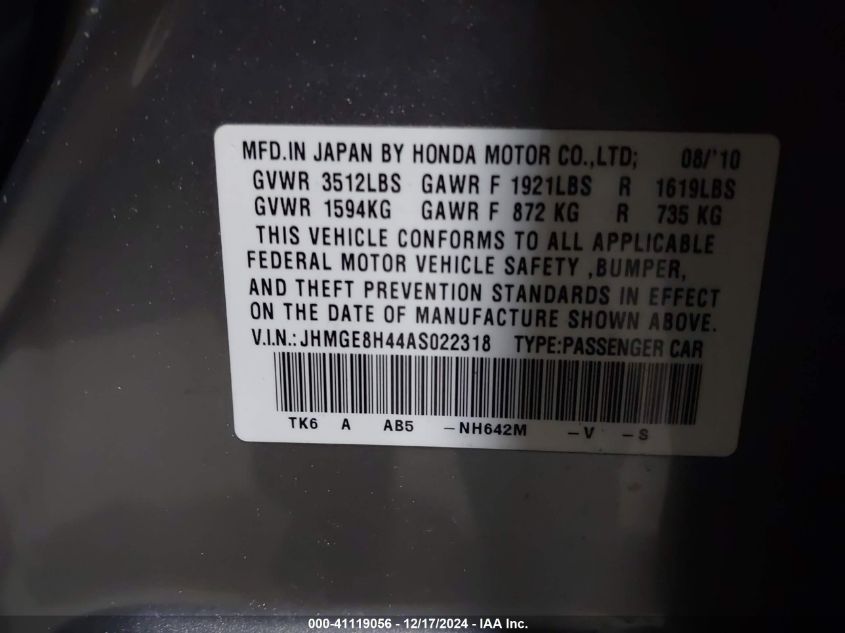 MFD.IN JAPAN BY HONDA MOTOR CO.,LTD; 08/'10
GVWR 3512LBS GAWR F 1921LBS R 1619LBS
GVWR 1594KG GAWR F 872 KG R 735 KG
THIS VEHICLE CONFORMS TO ALL APPLICABLE
FEDERAL MOTOR VEHICLE SAFETY ,BUMPER,
AND THEFT PREVENTION STANDARDS IN EFFECT
ON THE DATE OF MANUFACTURE SHOWN ABOVE.
V.I.N.: JHMGE8H44AS022318 TYPE:PASSENGER CAR
TK6 A AB5 -NH642M -V -S
000-41119056 - 12/17/2024 - IAA Inc.